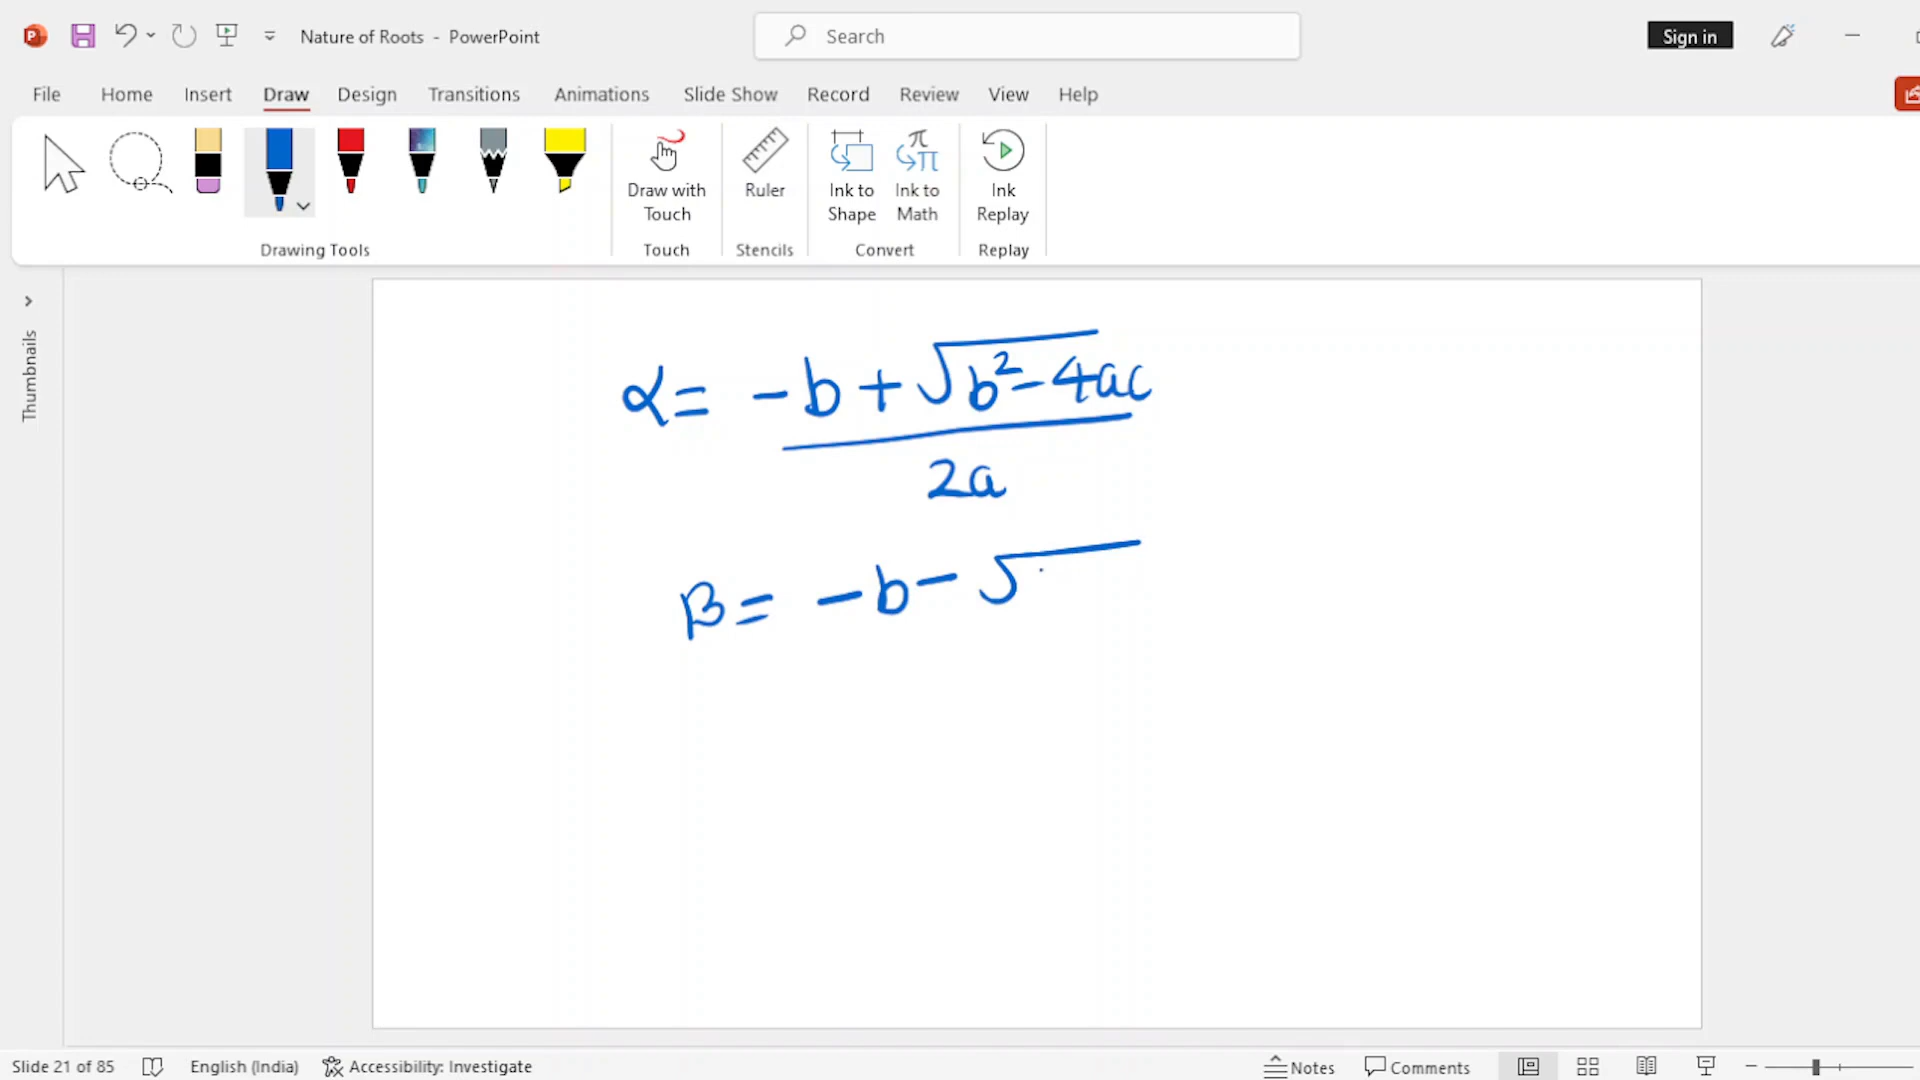 Nature of Roots - PowerPoint
Search
Sign in
File Home Insert Draw Design Transitions Animations Slide Show Record Review View Help
Draw with Touch
Ruler
Ink to Shape
Ink to Math
Ink Replay
Drawing Tools Touch Stencils Convert Replay
Thumbnails
α = -b + √b² - 4ac
2a
β = -b - √
Slide 21 of 85 English (India) Accessibility: Investigate Notes Comments